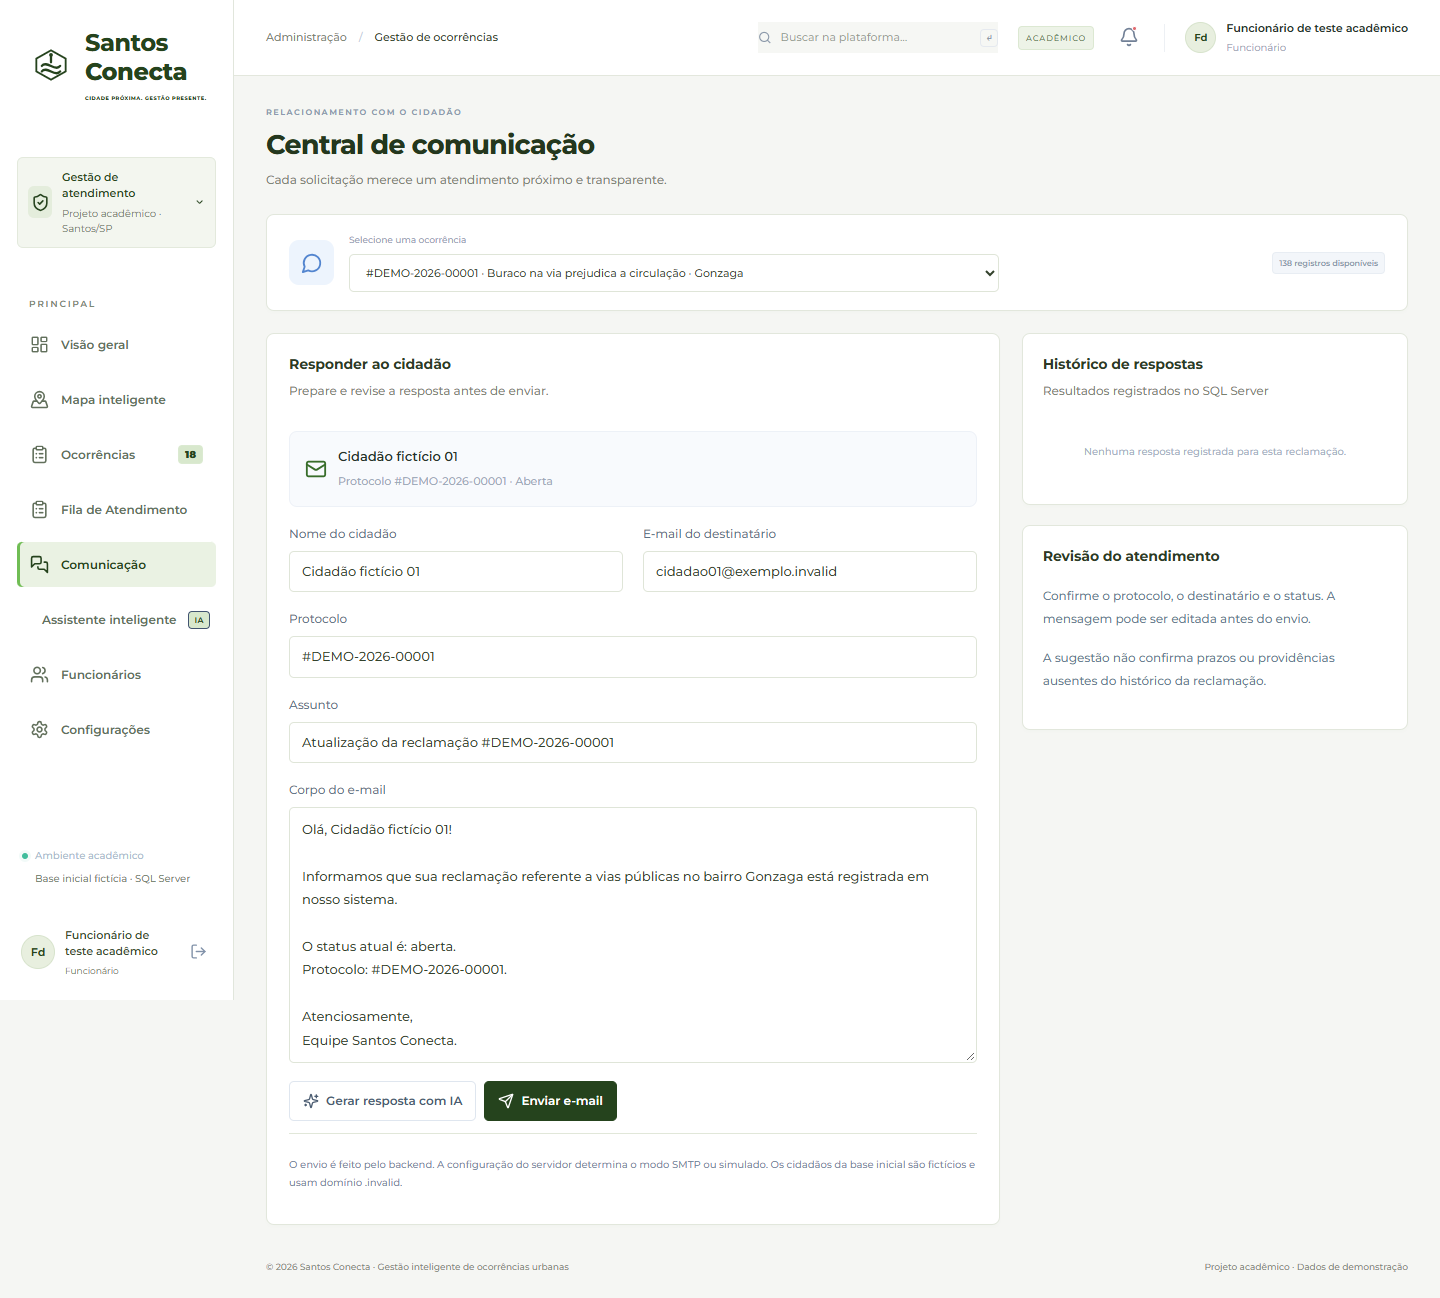 Santos
Conecta
CIDADE PRÓXIMA. GESTÃO PRESENTE.
Gestão de
atendimento
Projeto acadêmico ·
Santos/SP
PRINCIPAL
Visão geral
Mapa inteligente
Ocorrências
18
Fila de Atendimento
Comunicação
Assistente inteligente
IA
Funcionários
Configurações
Ambiente acadêmico
Base inicial fictícia · SQL Server
Fd
Funcionário de
teste acadêmico
Funcionário
Administração / Gestão de ocorrências
Buscar na plataforma...
ACADÊMICO
Fd
Funcionário de teste acadêmico
Funcionário
RELACIONAMENTO COM O CIDADÃO
Central de comunicação
Cada solicitação merece um atendimento próximo e transparente.
Selecione uma ocorrência
#DEMO-2026-00001 · Buraco na via prejudica a circulação · Gonzaga
138 registros disponíveis
Responder ao cidadão
Prepare e revise a resposta antes de enviar.
Cidadão fictício 01
Protocolo #DEMO-2026-00001 · Aberta
Nome do cidadão
Cidadão fictício 01
E-mail do destinatário
cidadao01@exemplo.invalid
Protocolo
#DEMO-2026-00001
Assunto
Atualização da reclamação #DEMO-2026-00001
Corpo do e-mail
Olá, Cidadão fictício 01!
Informamos que sua reclamação referente a vias públicas no bairro Gonzaga está registrada em
nosso sistema.
O status atual é: aberta.
Protocolo: #DEMO-2026-00001.
Atenciosamente,
Equipe Santos Conecta.
Gerar resposta com IA
Enviar e-mail
O envio é feito pelo backend. A configuração do servidor determina o modo SMTP ou simulado. Os cidadãos da base inicial são fictícios e
usam domínio .invalid.
Histórico de respostas
Resultados registrados no SQL Server
Nenhuma resposta registrada para esta reclamação.
Revisão do atendimento
Confirme o protocolo, o destinatário e o status. A
mensagem pode ser editada antes do envio.
A sugestão não confirma prazos ou providências
ausentes do histórico da reclamação.
© 2026 Santos Conecta · Gestão inteligente de ocorrências urbanas
Projeto acadêmico · Dados de demonstração